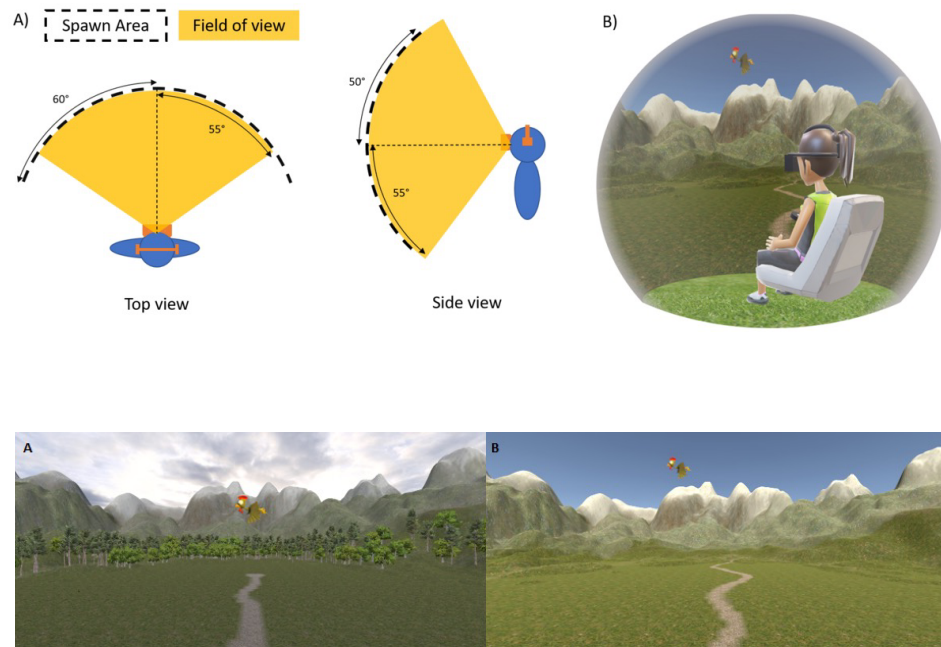 A)
Spawn Area
Field of view
B)
60°
55°
50°
55°
Top view
Side view
A
B